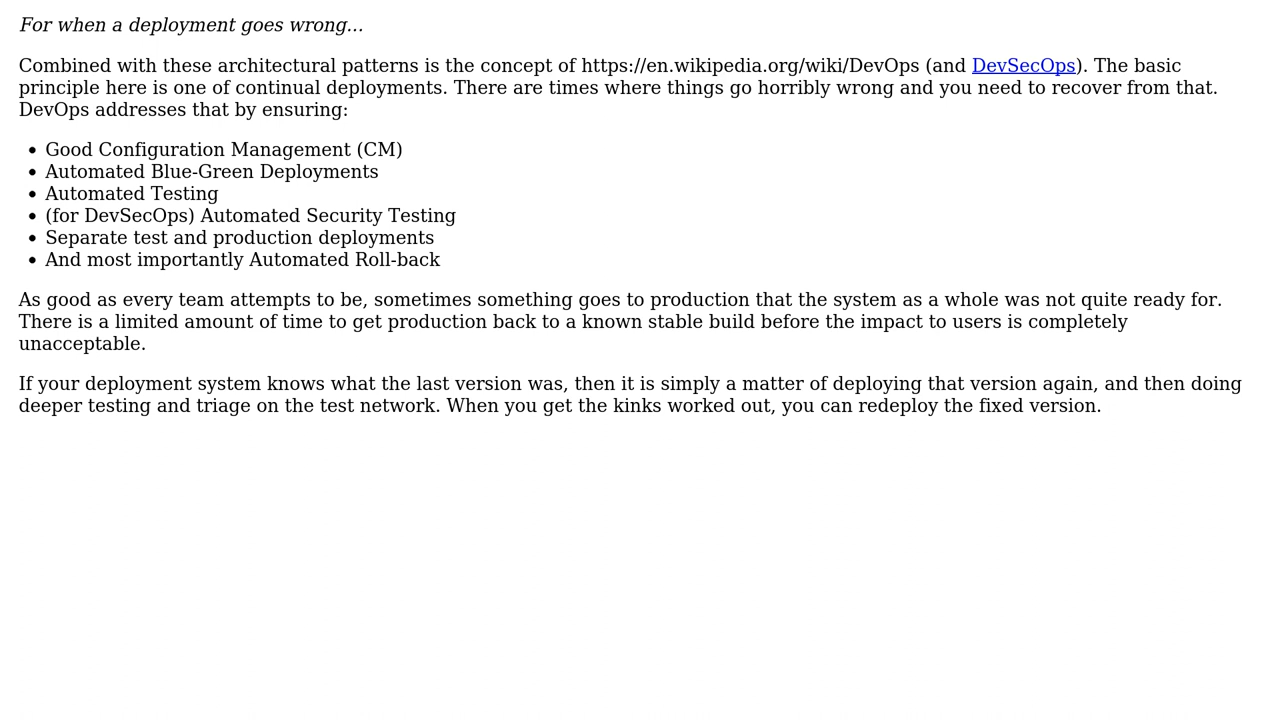 For when a deployment goes wrong...
Combined with these architectural patterns is the concept of https://en.wikipedia.org/wiki/DevOps (and DevSecOps). The basic
principle here is one of continual deployments. There are times where things go horribly wrong and you need to recover from that.
DevOps addresses that by ensuring:
• Good Configuration Management (CM)
• Automated Blue-Green Deployments
• Automated Testing
• (for DevSecOps) Automated Security Testing
• Separate test and production deployments
• And most importantly Automated Roll-back
As good as every team attempts to be, sometimes something goes to production that the system as a whole was not quite ready for.
There is a limited amount of time to get production back to a known stable build before the impact to users is completely
unacceptable.
If your deployment system knows what the last version was, then it is simply a matter of deploying that version again, and then doing
deeper testing and triage on the test network. When you get the kinks worked out, you can redeploy the fixed version.